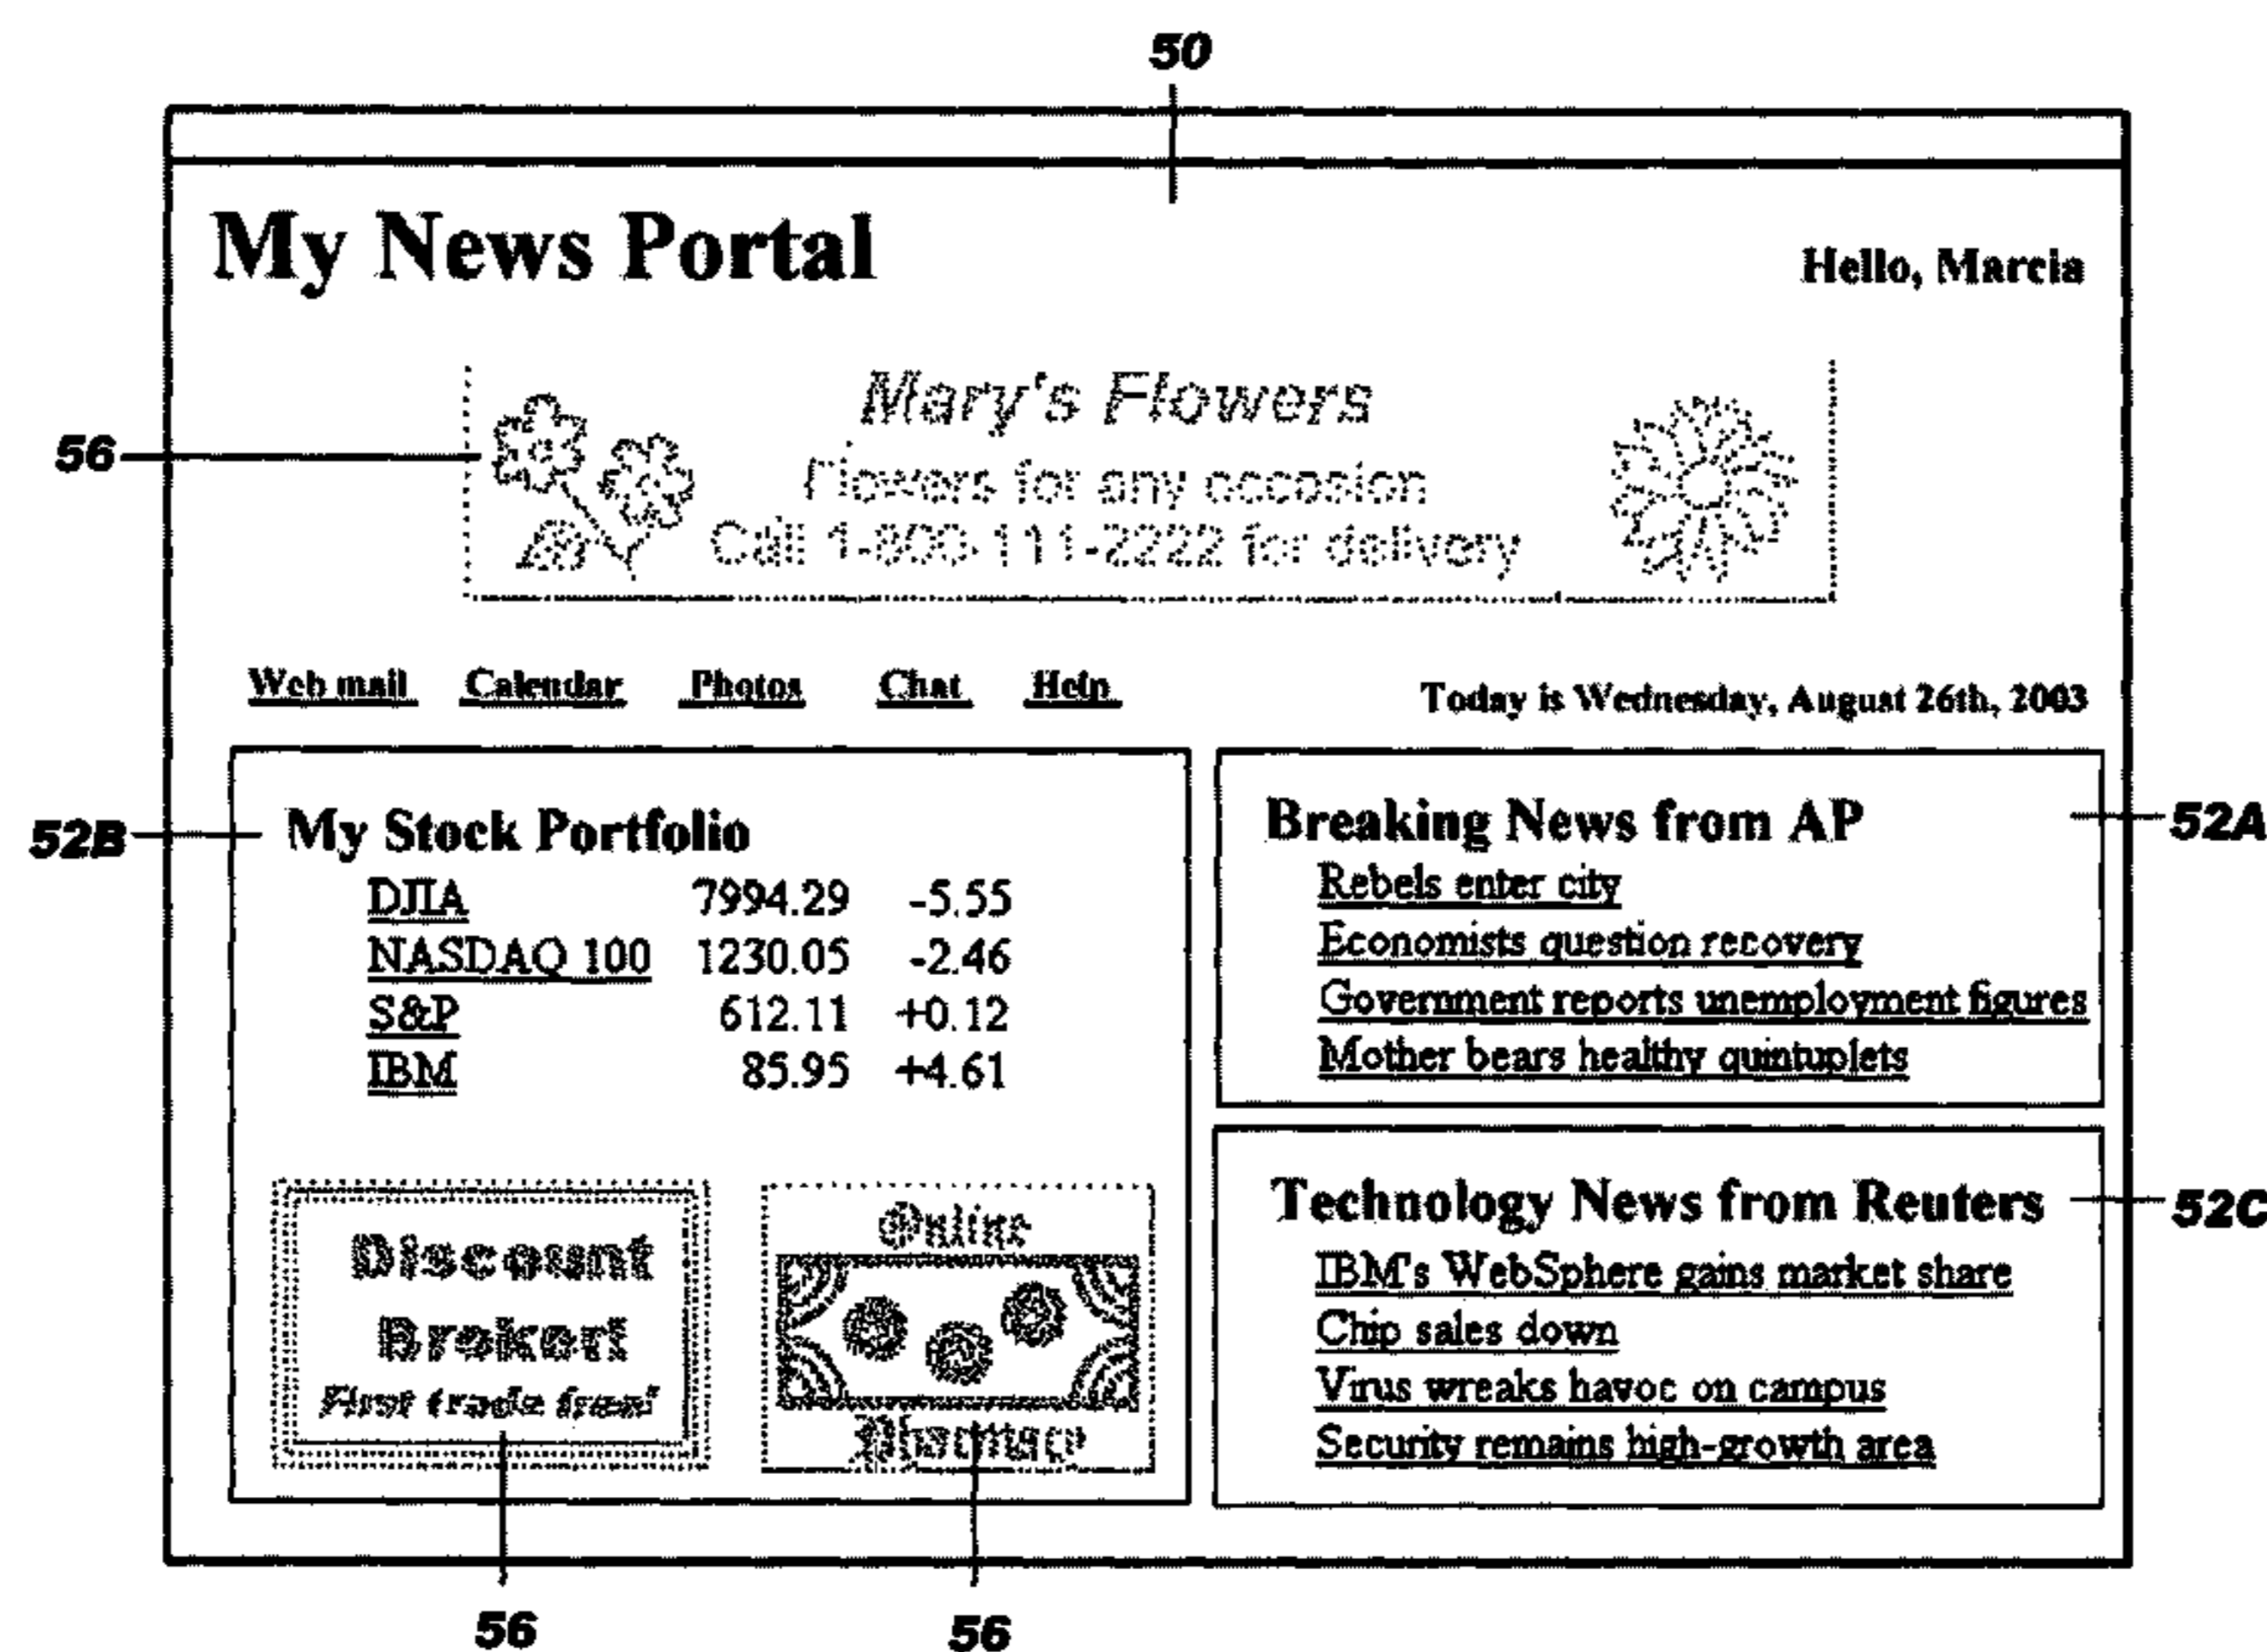 50
My News Portal
Hello, Marcia
56
Mary's Flowers
Flowers for any occasion
Call 1-800-111-2222 for delivery
Web mail Calendar Photos Chat Help
Today is Wednesday, August 26th, 2003
52B
My Stock Portfolio
DJIA 7994.29 -5.55
NASDAQ 100 1230.05 -2.46
S&P 612.11 +0.12
IBM 85.95 +4.61
Discount
Broker
First trade free!
Online
56
56
Breaking News from AP
52A
Rebels enter city
Economists question recovery
Government reports unemployment figures
Mother bears healthy quintuplets
Technology News from Reuters
52C
IBM's WebSphere gains market share
Chip sales down
Virus wreaks havoc on campus
Security remains high-growth area